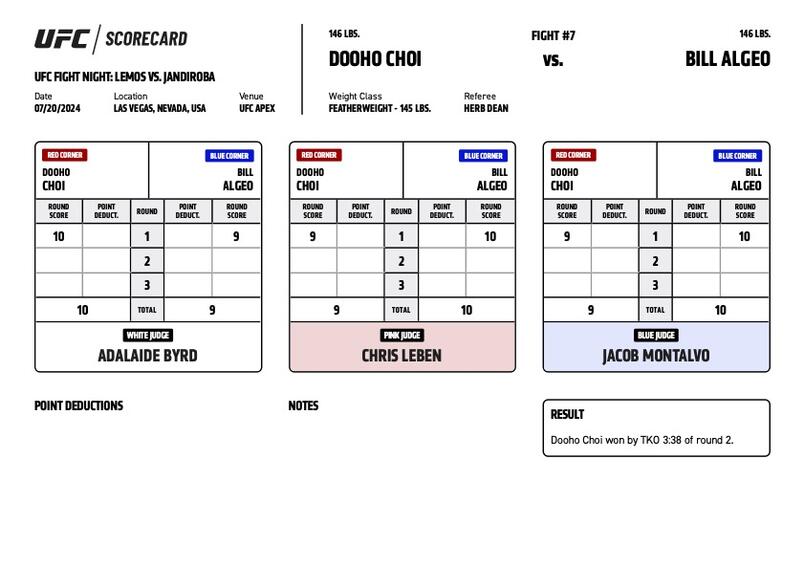 UFC / SCORECARD
UFC FIGHT NIGHT: LEMOS VS. JANDIROBA
Date Location Venue
07/20/2024 LAS VEGAS, NEVADA, USA UFC APEX
146 LBS. FIGHT #7 146 LBS.
DOOHO CHOI vs. BILL ALGEO
Weight Class Referee
FEATHERWEIGHT - 145 LBS. HERB DEAN
RED CORNER BLUE CORNER
DOOHO BILL
CHOI ALGEO
ROUND SCORE POINT DEDUCT. ROUND POINT DEDUCT. ROUND SCORE
10 1 9
2
3
10 TOTAL 9
WHITE JUDGE
ADALAIDE BYRD
RED CORNER BLUE CORNER
DOOHO BILL
CHOI ALGEO
ROUND SCORE POINT DEDUCT. ROUND POINT DEDUCT. ROUND SCORE
9 1 10
2
3
9 TOTAL 10
PINK JUDGE
CHRIS LEBEN
RED CORNER BLUE CORNER
DOOHO BILL
CHOI ALGEO
ROUND SCORE POINT DEDUCT. ROUND POINT DEDUCT. ROUND SCORE
9 1 10
2
3
9 TOTAL 10
BLUE JUDGE
JACOB MONTALVO
POINT DEDUCTIONS
NOTES
RESULT
Dooho Choi won by TKO 3:38 of round 2.